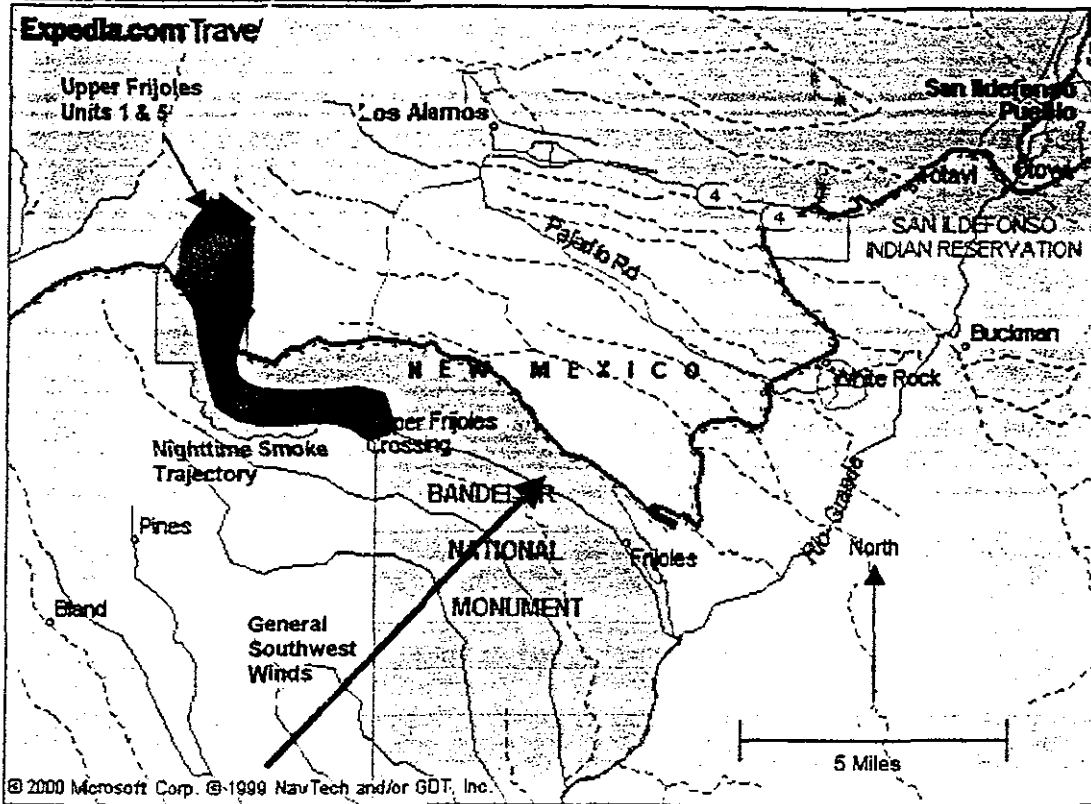 Expedia.com Travel
Upper Frijoles
Units 1 & 5
Los Alamos
San Ildefonso
Pueblo
Otowi
Totavi
4
4
SAN ILDEFONSO
INDIAN RESERVATION
Pajarito Rd
Buckman
NEW MEXICO
White Rock
Upper Frijoles
Crossing
Nighttime Smoke
Trajectory
BANDELIER
Rio Grande
North
Pines
NATIONAL
Frijoles
MONUMENT
Bland
General
Southwest
Winds
5 Miles
© 2000 Microsoft Corp. © 1999 NavTech and/or GDT, Inc.